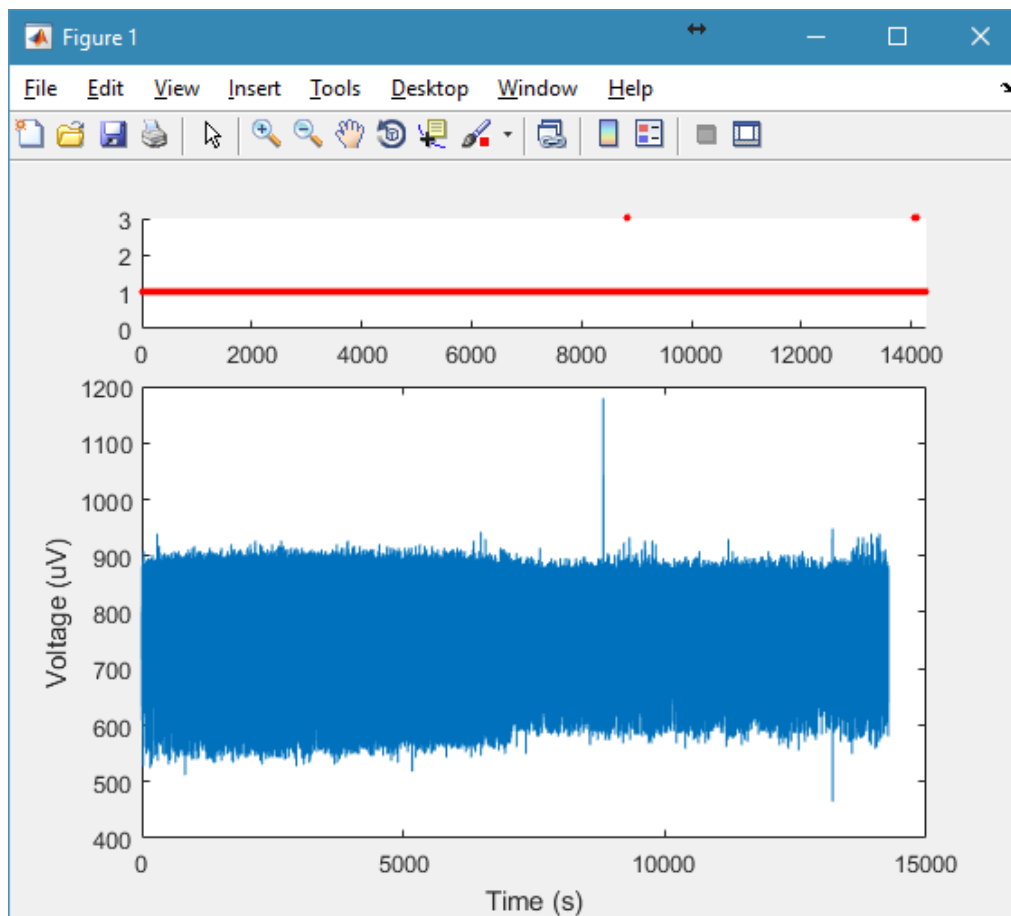 Figure 1
File Edit View Insert Tools Desktop Window Help
3
2
1
0
0 2000 4000 6000 8000 10000 12000 14000
1200
1100
1000
900
800
700
600
500
400
Voltage (uV)
0 5000 10000 15000
Time (s)